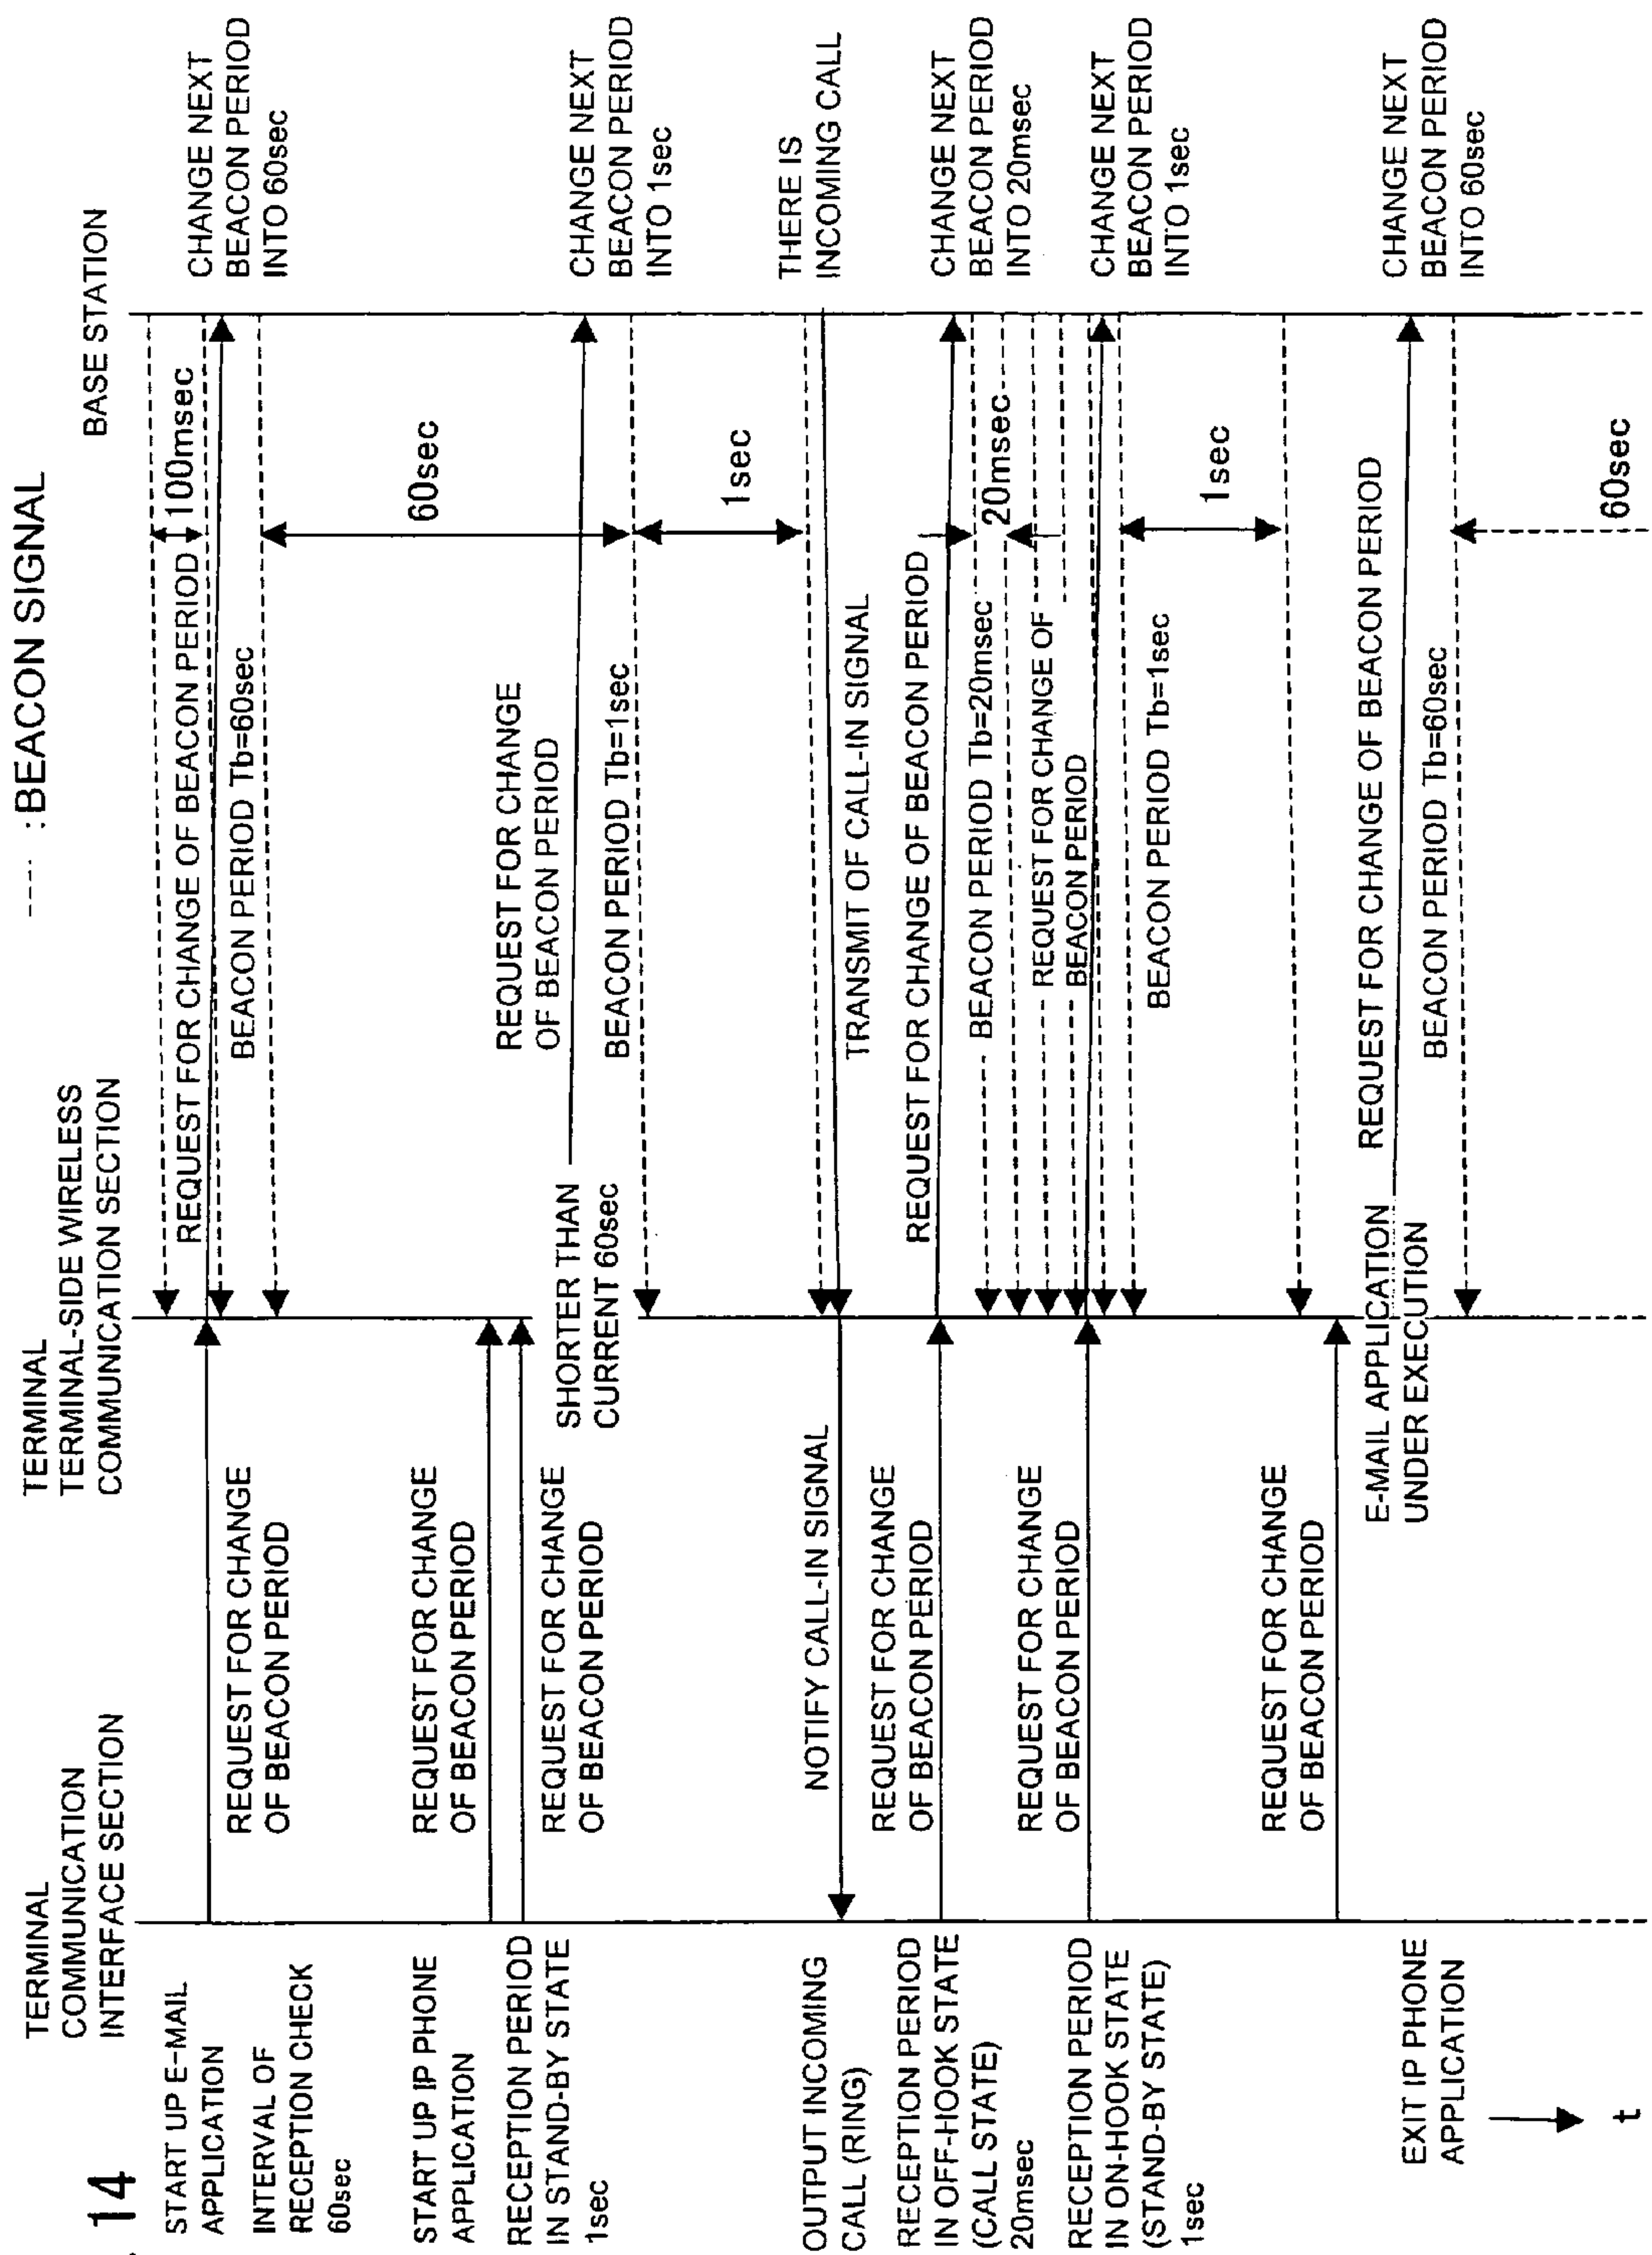 . 14
---- : BEACON SIGNAL
TERMINAL
COMMUNICATION
INTERFACE SECTION
TERMINAL
TERMINAL-SIDE WIRELESS
COMMUNICATION SECTION
BASE STATION
START UP E-MAIL
APPLICATION
INTERVAL OF
RECEPTION CHECK
60sec
REQUEST FOR CHANGE
OF BEACON PERIOD
REQUEST FOR CHANGE OF BEACON PERIOD
100msec
BEACON PERIOD Tb=60sec
CHANGE NEXT
BEACON PERIOD
INTO 60sec
60sec
START UP IP PHONE
APPLICATION
REQUEST FOR CHANGE
OF BEACON PERIOD
RECEPTION PERIOD
IN STAND-BY STATE
1sec
REQUEST FOR CHANGE
OF BEACON PERIOD
SHORTER THAN
CURRENT 60sec
REQUEST FOR CHANGE
OF BEACON PERIOD
BEACON PERIOD Tb=1sec
CHANGE NEXT
BEACON PERIOD
INTO 1sec
1sec
THERE IS
INCOMING CALL
TRANSMIT OF CALL-IN SIGNAL
NOTIFY CALL-IN SIGNAL
OUTPUT INCOMING
CALL (RING)
RECEPTION PERIOD
IN OFF-HOOK STATE
(CALL STATE)
20msec
REQUEST FOR CHANGE
OF BEACON PERIOD
REQUEST FOR CHANGE OF BEACON PERIOD
CHANGE NEXT
BEACON PERIOD
INTO 20msec
BEACON PERIOD Tb=20msec
20msec
RECEPTION PERIOD
IN ON-HOOK STATE
(STAND-BY STATE)
1sec
REQUEST FOR CHANGE
OF BEACON PERIOD
REQUEST FOR CHANGE OF
BEACON PERIOD
CHANGE NEXT
BEACON PERIOD
INTO 1sec
BEACON PERIOD Tb=1sec
1sec
EXIT IP PHONE
APPLICATION
REQUEST FOR CHANGE
OF BEACON PERIOD
E-MAIL APPLICATION
UNDER EXECUTION
REQUEST FOR CHANGE OF BEACON PERIOD
BEACON PERIOD Tb=60sec
CHANGE NEXT
BEACON PERIOD
INTO 60sec
60sec
t